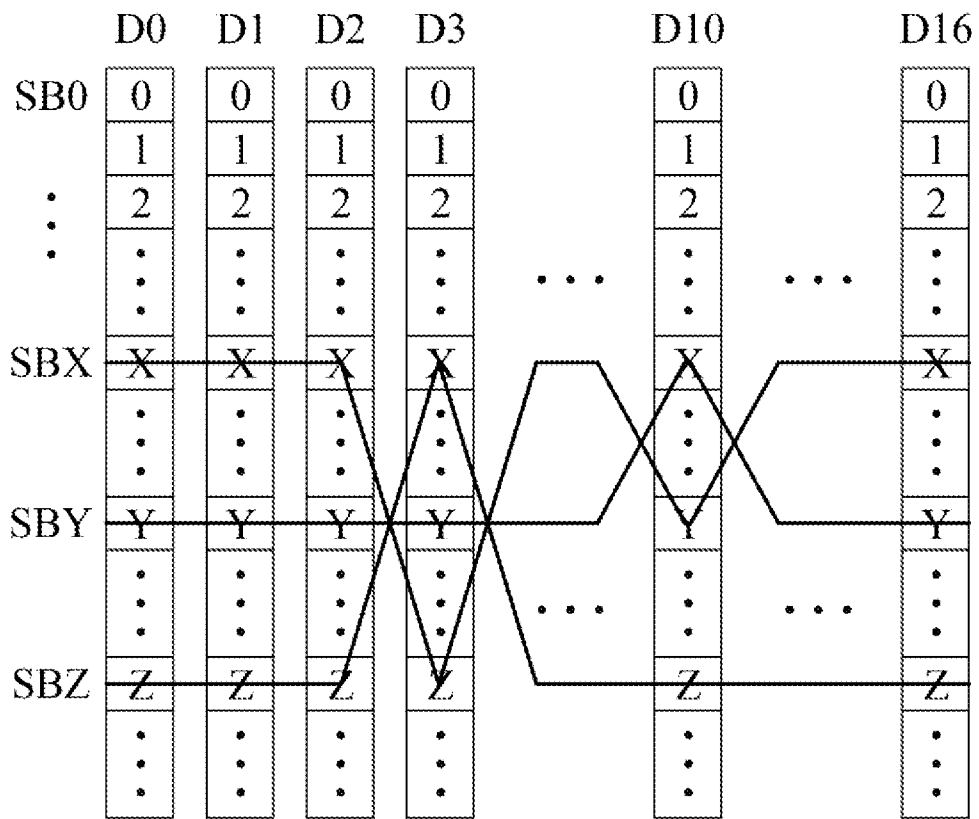 D0 D1 D2 D3 D10 D16
SB0 0 0 0 0 0 0
1 1 1 1 1 1
2 2 2 2 2 2
SBX X X X X X X
SBY Y Y Y Y Y Y
SBZ Z Z Z Z Z Z